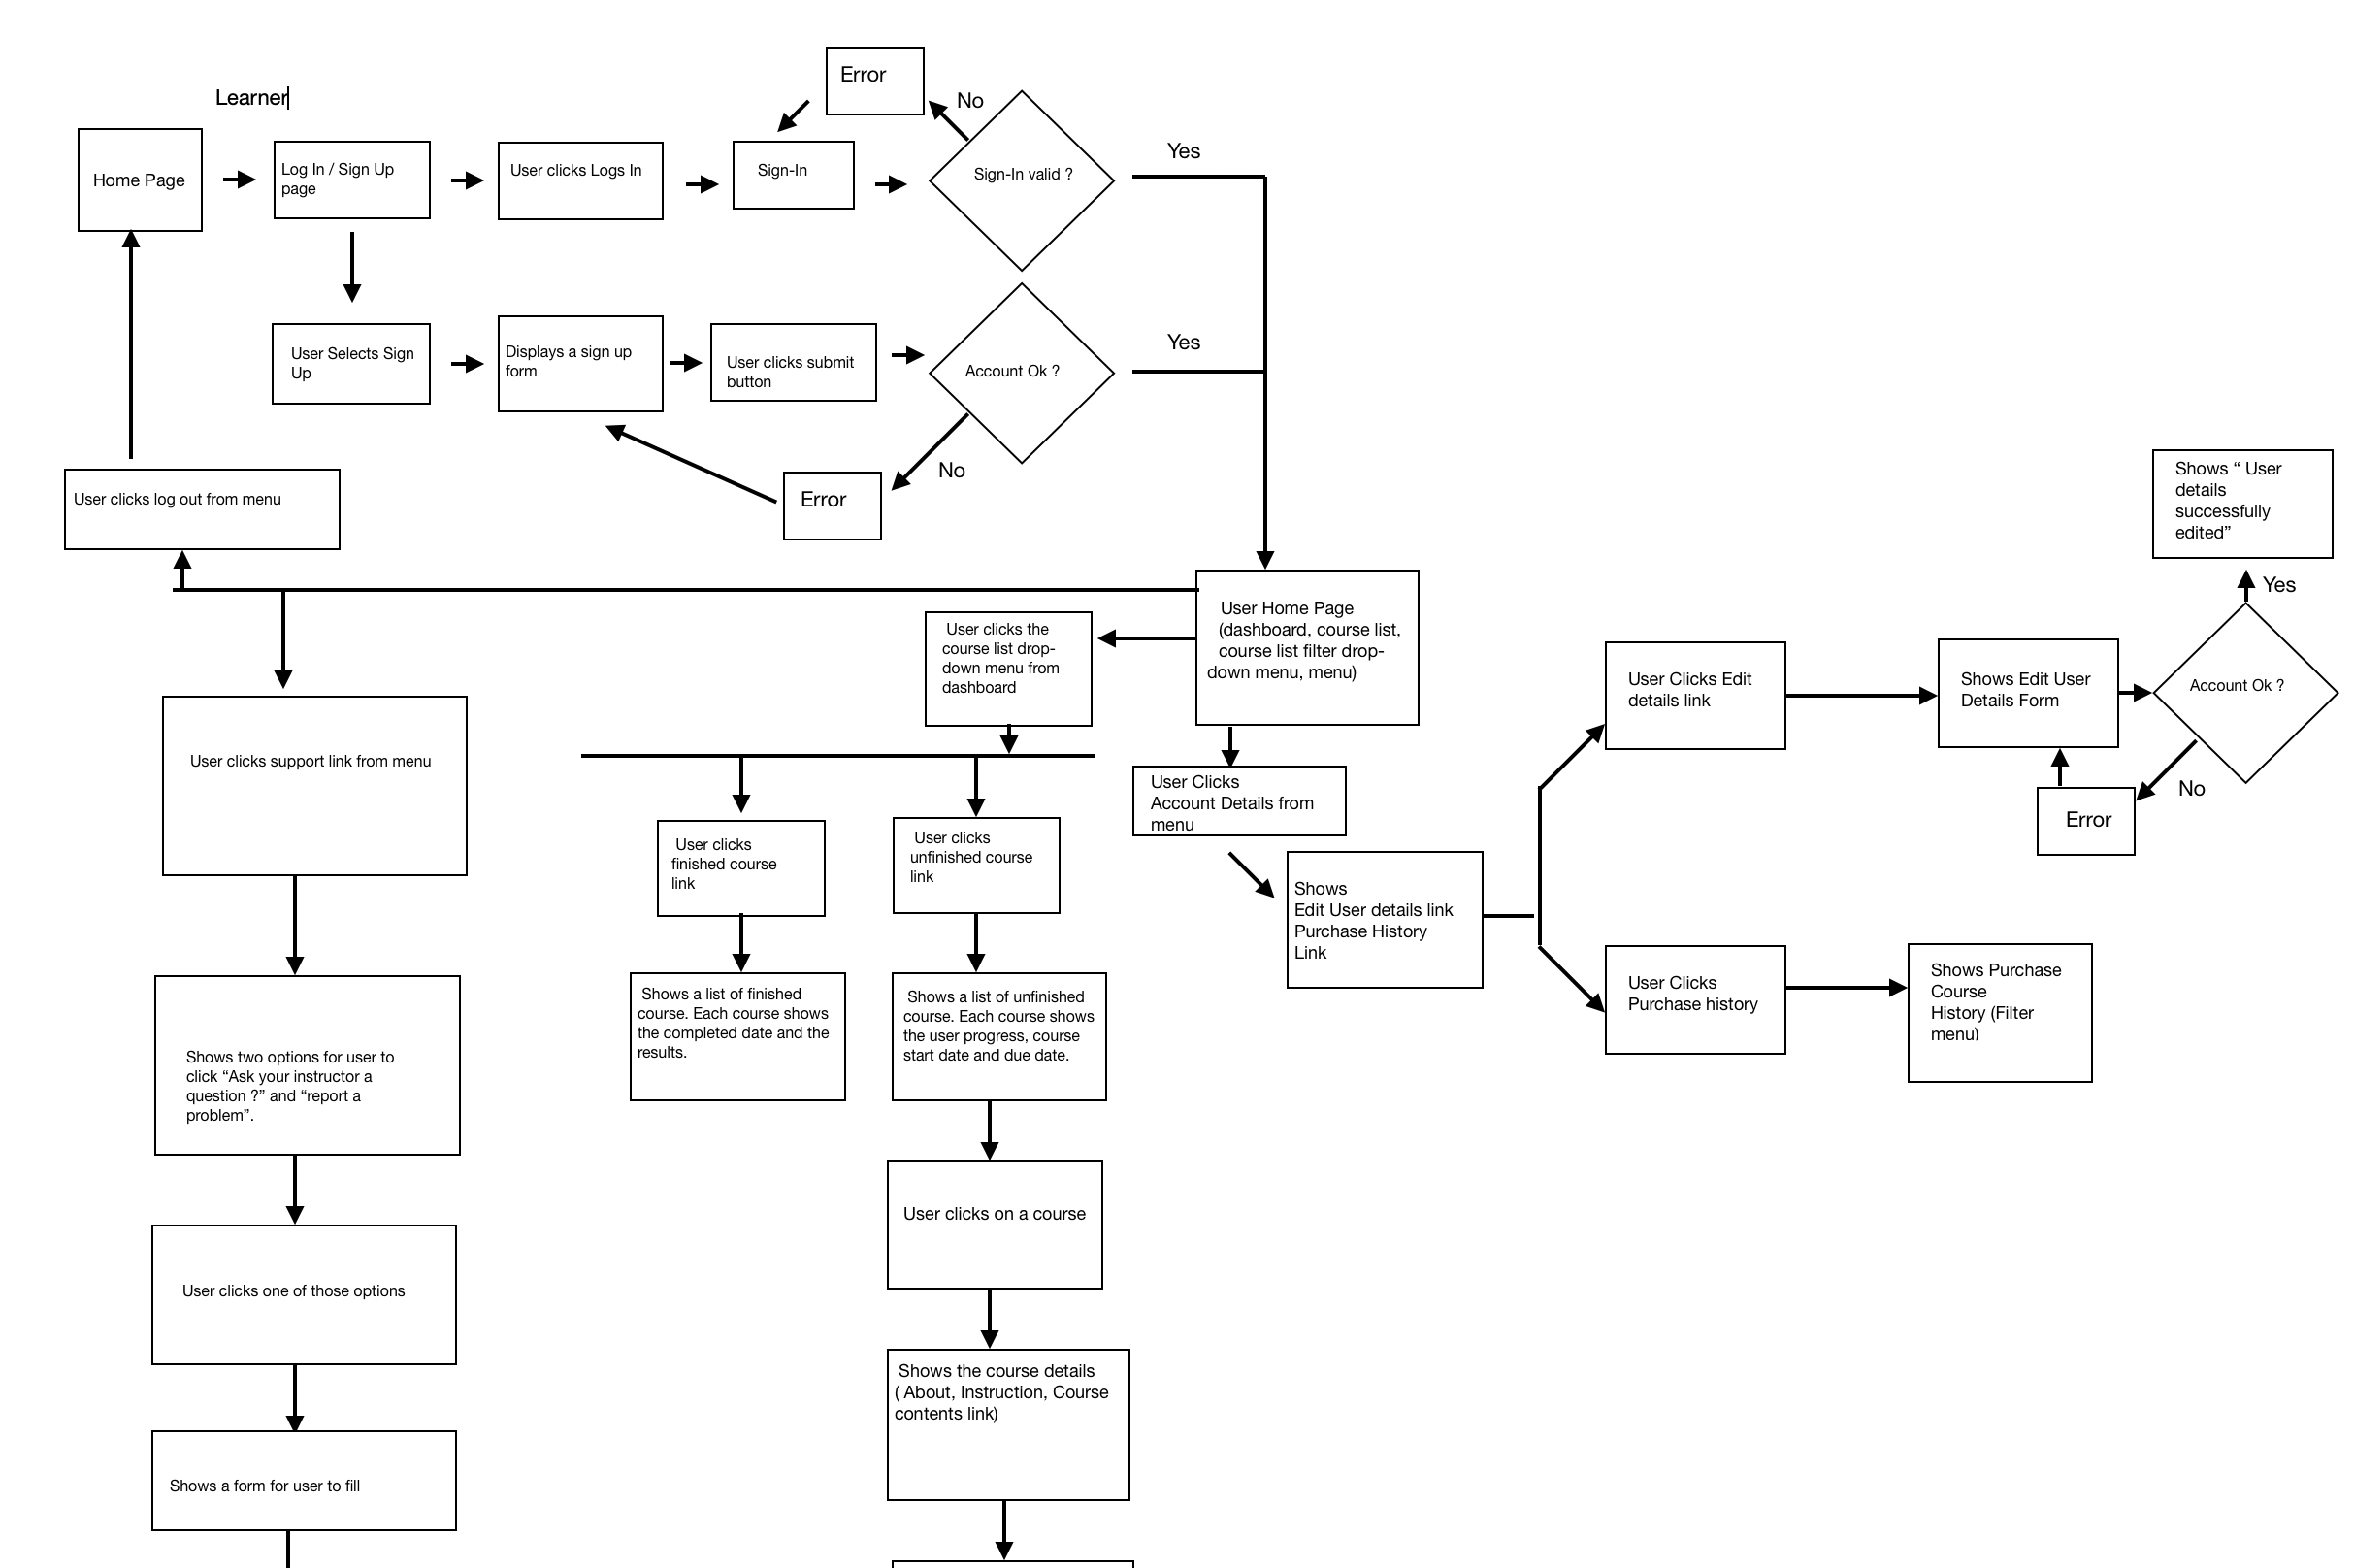 Learner
Error
No
Yes
Home Page
Log In / Sign Up
page
User clicks Logs In
Sign-In
Sign-In valid ?
User Selects Sign
Up
Displays a sign up
form
User clicks submit
button
Account Ok ?
Yes
No
Error
User clicks log out from menu
User Home Page
(dashboard, course list,
course list filter drop-
down menu, menu)
User clicks the
course list drop-
down menu from
dashboard
User clicks support link from menu
Shows two options for user to
click “Ask your instructor a
question ?” and “report a
problem”.
User clicks one of those options
Shows a form for user to fill
User clicks
finished course
link
Shows a list of finished
course. Each course shows
the completed date and the
results.
User clicks
unfinished course
link
Shows a list of unfinished
course. Each course shows
the user progress, course
start date and due date.
User clicks on a course
Shows the course details
( About, Instruction, Course
contents link)
User Clicks
Account Details from
menu
Shows
Edit User details link
Purchase History
Link
User Clicks Edit
details link
Shows Edit User
Details Form
Account Ok ?
Yes
Shows “ User
details
successfully
edited”
No
Error
User Clicks
Purchase history
Shows Purchase
Course
History (Filter
menu)